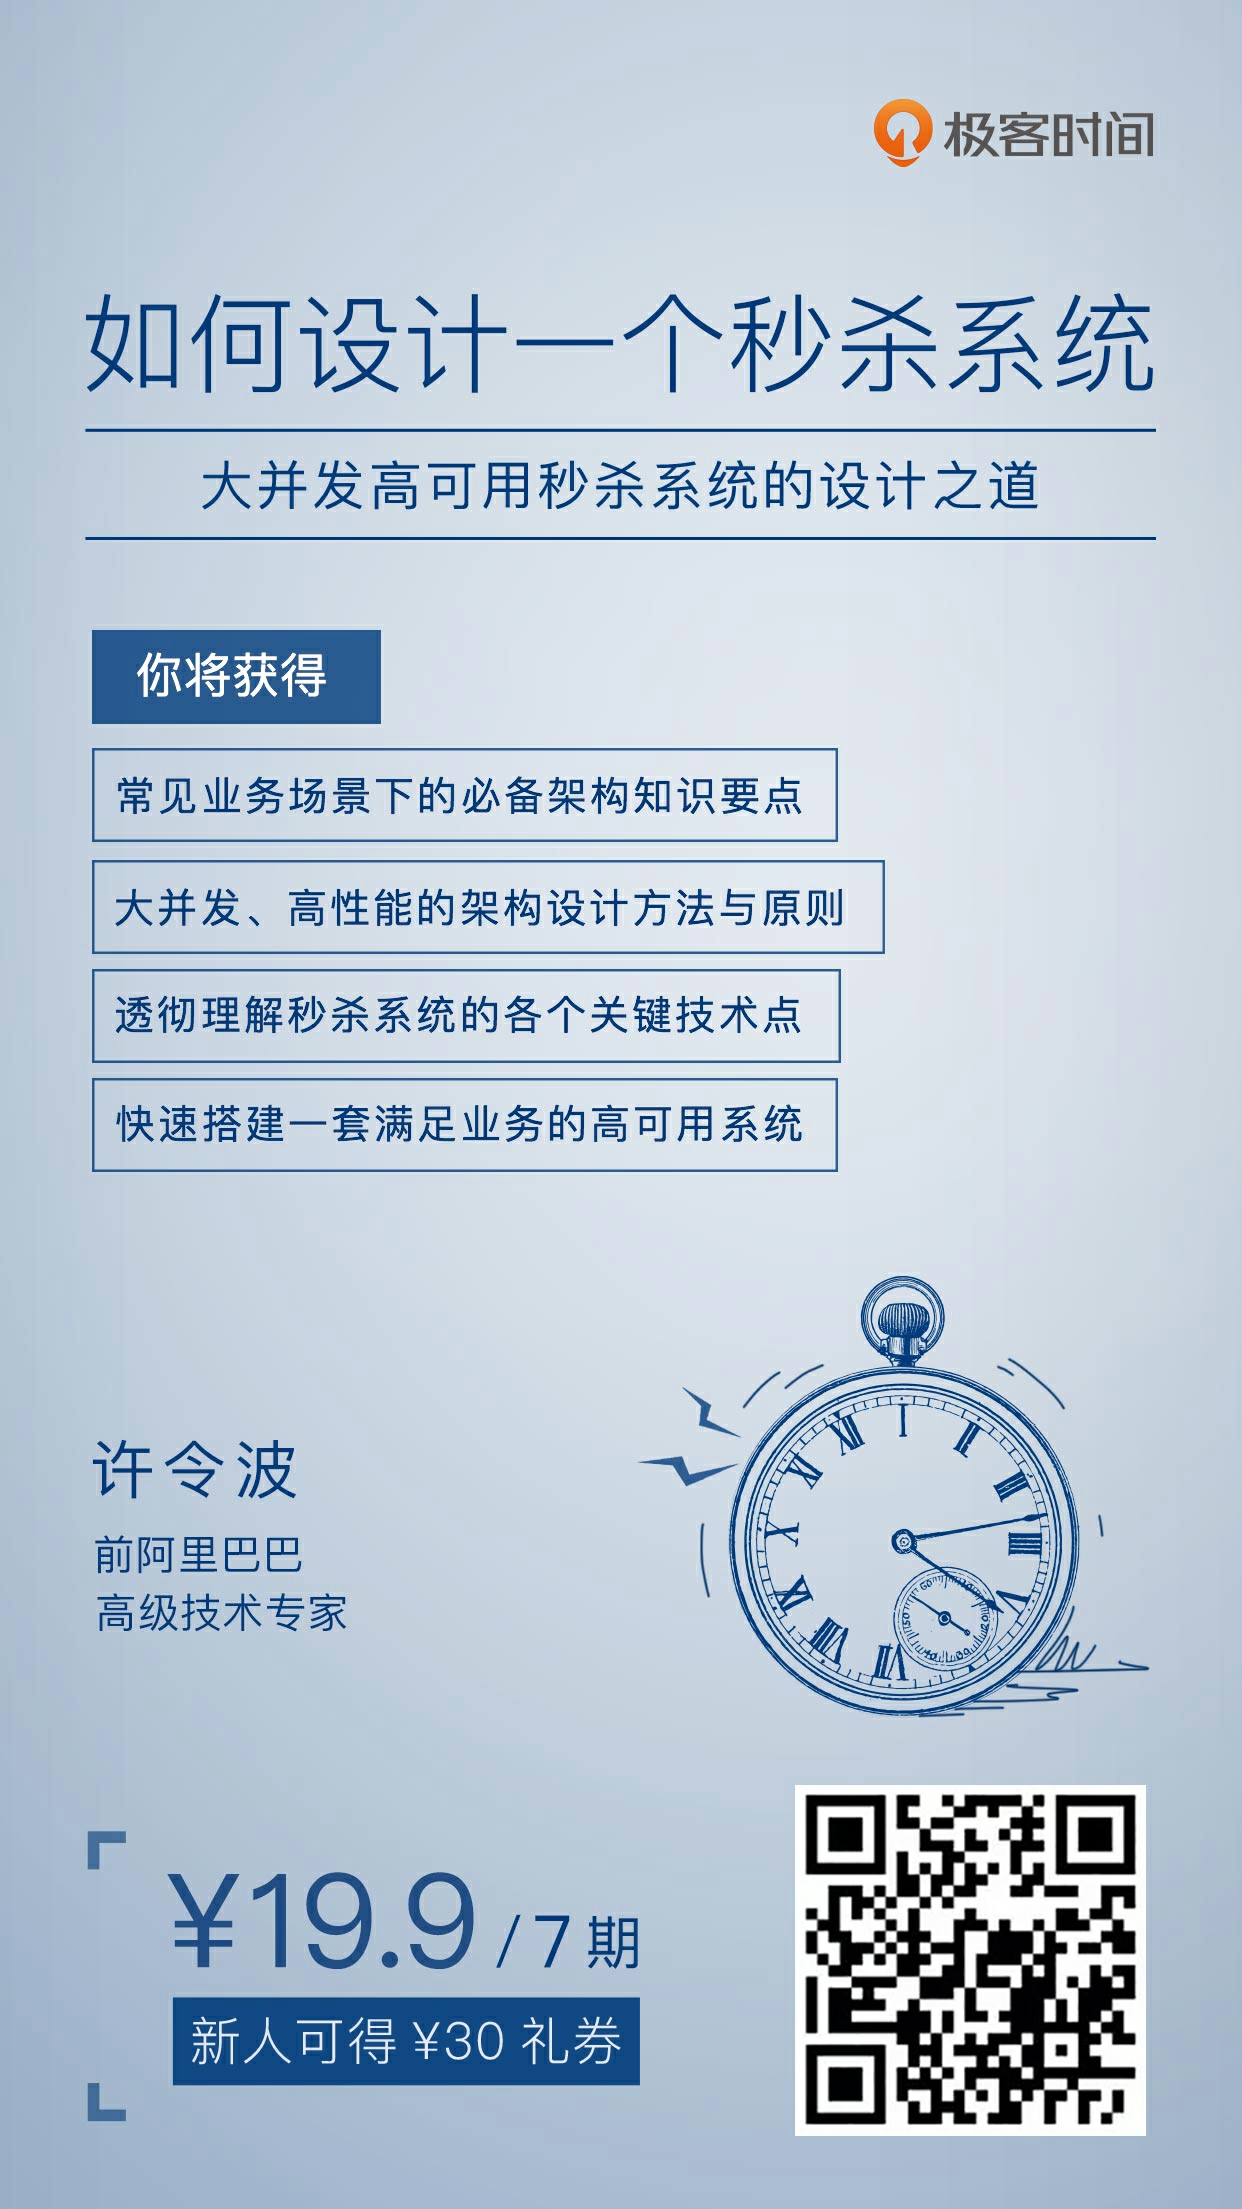 极客时间
如何设计一个秒杀系统
大并发高可用秒杀系统的设计之道
你将获得
常见业务场景下的必备架构知识要点
大并发、高性能的架构设计方法与原则
透彻理解秒杀系统的各个关键技术点
快速搭建一套满足业务的高可用系统
许令波
前阿里巴巴
高级技术专家
¥19.9 / 7 期
新人可得 ¥30 礼券